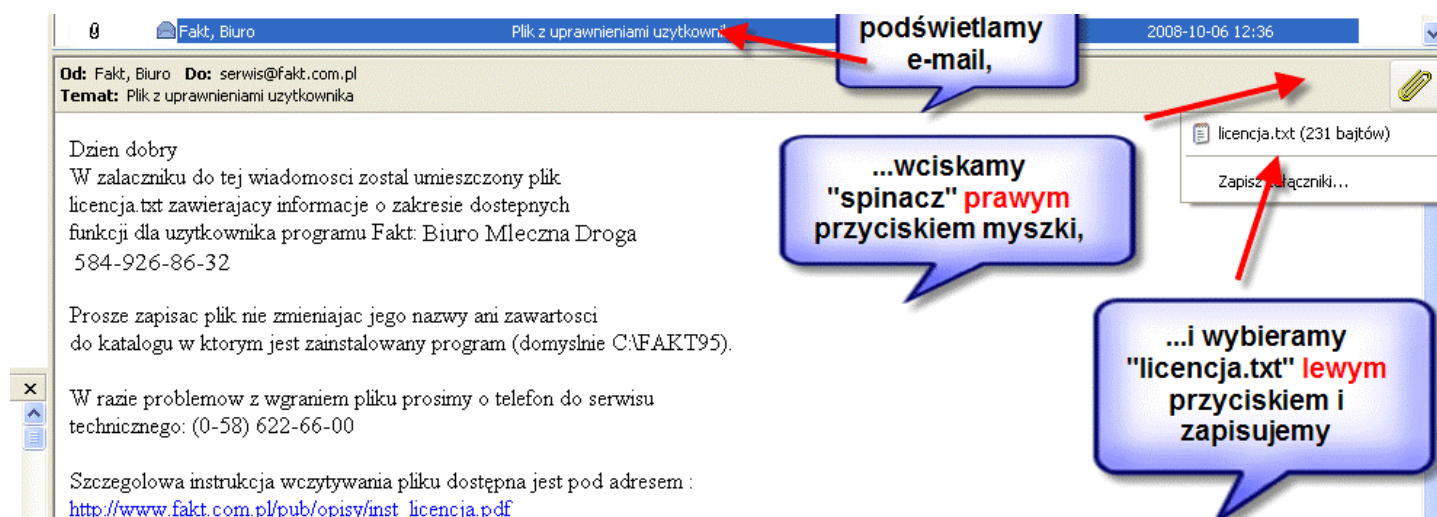 Fakt, Biuro Plik z uprawnieniami uzytkownika 2008-10-06 12:36
podświetlamy
e-mail,
Od: Fakt, Biuro Do: serwis@fakt.com.pl
Temat: Plik z uprawnieniami uzytkownika
licencja.txt (231 bajtów)
Zapisz załączniki...
...wciskamy
"spinacz" prawym
przyciskiem myszki,
Dzien dobry
W zalaczniku do tej wiadomosci zostal umieszczony plik
licencja.txt zawierajacy informacje o zakresie dostepnych
funkcji dla uzytkownika programu Fakt: Biuro Mleczna Droga
584-926-86-32
Prosze zapisac plik nie zmieniajac jego nazwy ani zawartosci
do katalogu w ktorym jest zainstalowany program (domyslnie C:\FAKT95).
...i wybieramy
"licencja.txt" lewym
przyciskiem i
zapisujemy
W razie problemow z wgraniem pliku prosimy o telefon do serwisu
technicznego: (0-58) 622-66-00
Szczegolowa instrukcja wczytywania pliku dostępna jest pod adresem :
http://www.fakt.com.pl/pub/opisy/inst_licencja.pdf